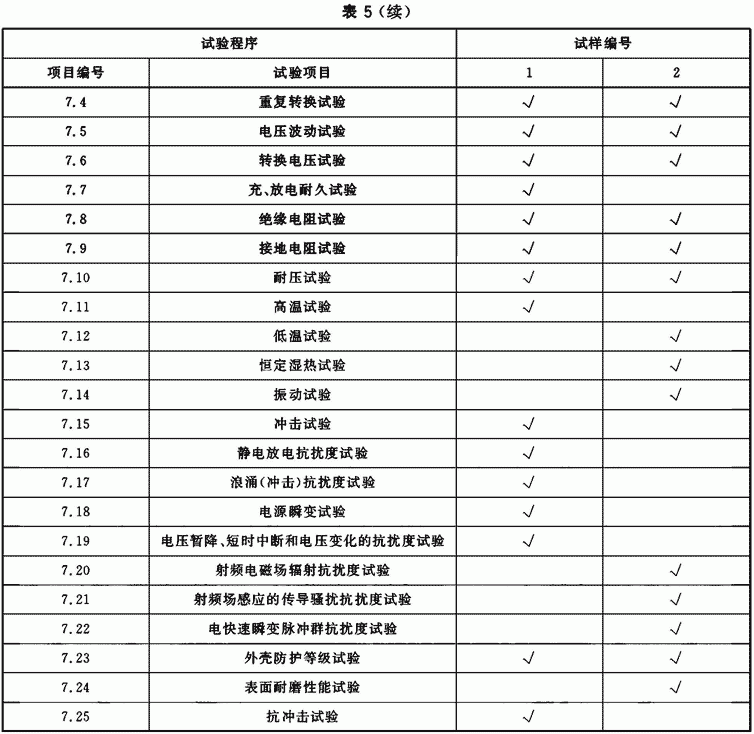 表 5（续）
试验程序 试样编号
项目编号 试验项目 1 2
7.4 重复转换试验 √ √
7.5 电压波动试验 √ √
7.6 转换电压试验 √ √
7.7 充、放电耐久试验 √
7.8 绝缘电阻试验 √ √
7.9 接地电阻试验 √ √
7.10 耐压试验 √ √
7.11 高温试验 √
7.12 低温试验 √
7.13 恒定湿热试验 √
7.14 振动试验 √
7.15 冲击试验 √
7.16 静电放电抗扰度试验 √
7.17 浪涌（冲击）抗扰度试验 √
7.18 电源瞬变试验 √
7.19 电压暂降、短时中断和电压变化的抗扰度试验 √
7.20 射频电磁场辐射抗扰度试验 √
7.21 射频场感应的传导骚扰抗扰度试验 √
7.22 电快速瞬变脉冲群抗扰度试验 √
7.23 外壳防护等级试验 √ √
7.24 表面耐磨性能试验 √
7.25 抗冲击试验 √